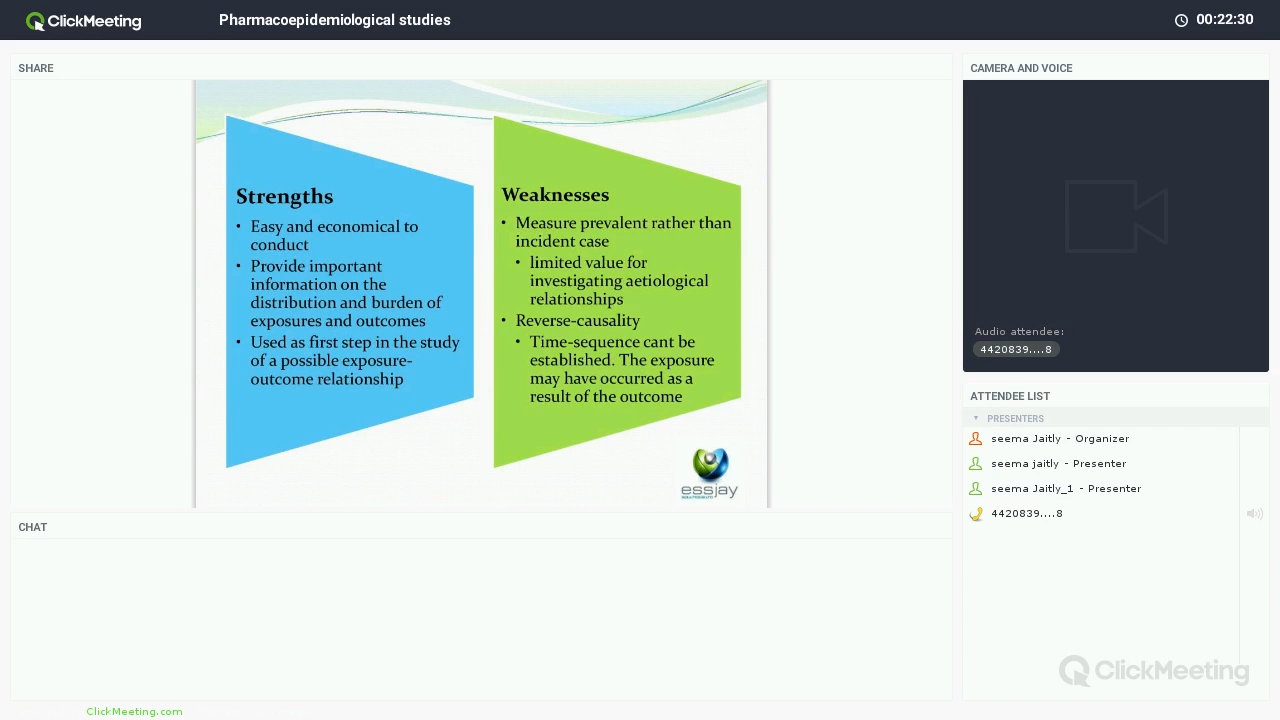 ClickMeeting
Pharmacoepidemiological studies
00:22:30
SHARE
Strengths
• Easy and economical to
conduct
• Provide important
information on the
distribution and burden of
exposures and outcomes
• Used as first step in the study
of a possible exposure-
outcome relationship
Weaknesses
• Measure prevalent rather than
incident case
• limited value for
investigating aetiological
relationships
• Reverse-causality
• Time-sequence cant be
established. The exposure
may have occurred as a
result of the outcome
essjay
CHAT
CAMERA AND VOICE
Audio attendee:
4420839....8
ATTENDEE LIST
PRESENTERS
seema Jaitly - Organizer
seema jaitly - Presenter
seema Jaitly_1 - Presenter
4420839....8
ClickMeeting
ClickMeeting.com